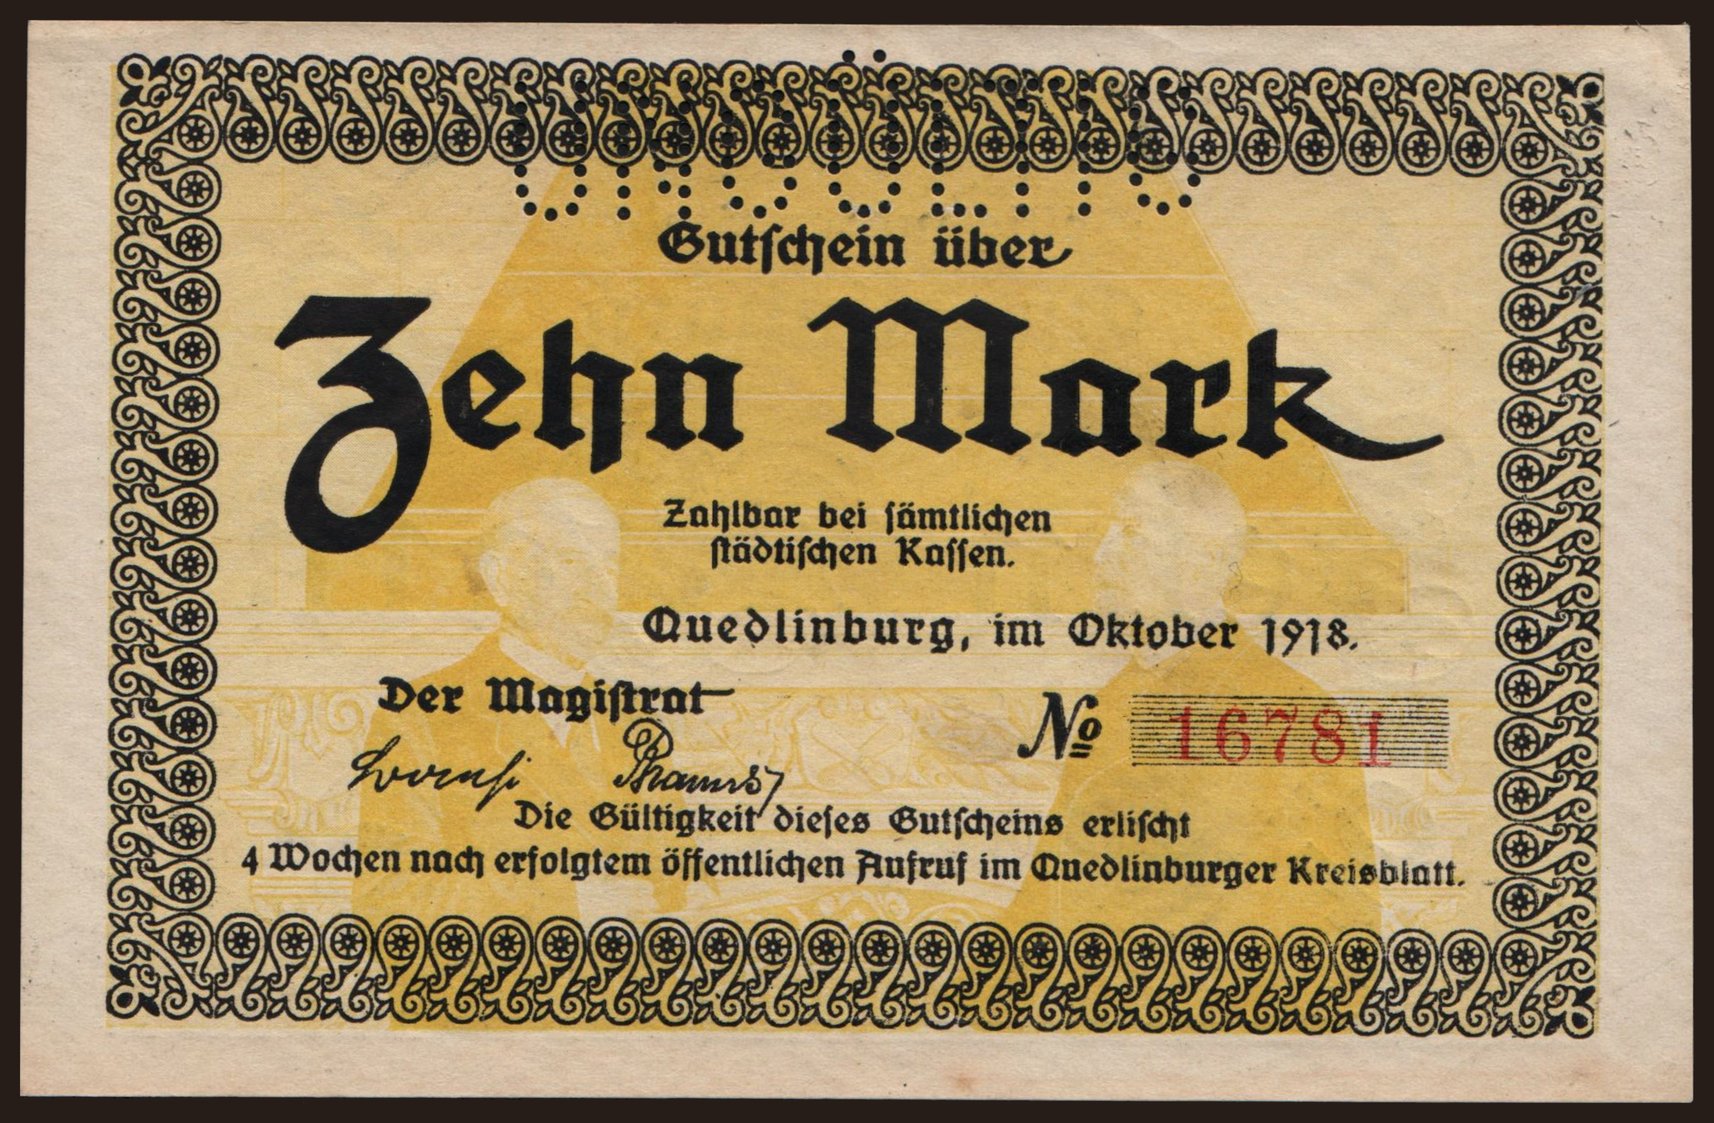 UNGÜLTIG
Gutschein über
Zehn Mark
Zahlbar bei sämtlichen
städtischen Kassen.
Quedlinburg, im Oktober 1918.
Der Magistrat
No 16781
Die Gültigkeit dieses Gutscheins erlischt
4 Wochen nach erfolgtem öffentlichen Aufruf im Quedlinburger Kreisblatt.